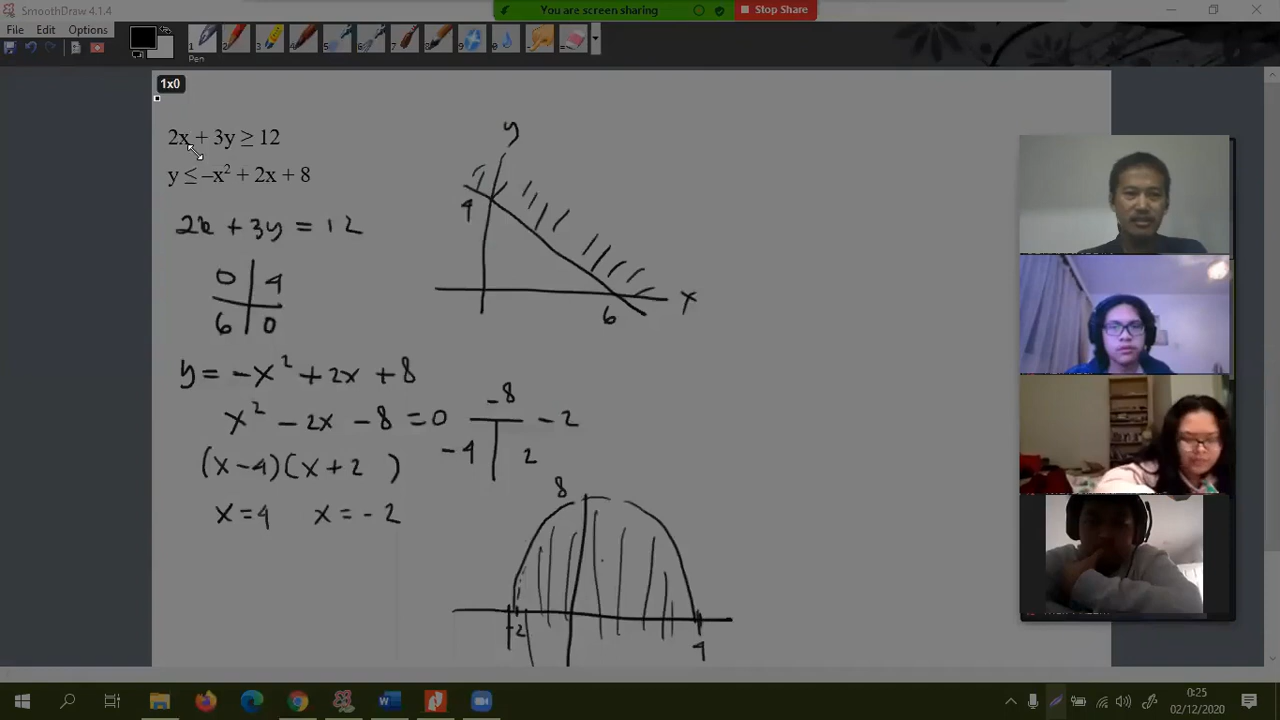 SmoothDraw 4.1.4
You are screen sharing
Stop Share
File Edit Options
Pen
1x0
2x + 3y ≥ 12
y ≤ –x² + 2x + 8
2x + 3y = 12
0 4
6 0
y = -x² + 2x + 8
x² - 2x - 8 = 0
(x-4)(x+2 )
x=4 x=-2
-8
-2
-4 2
y
4
6
x
8
-2
4
0:25
02/12/2020